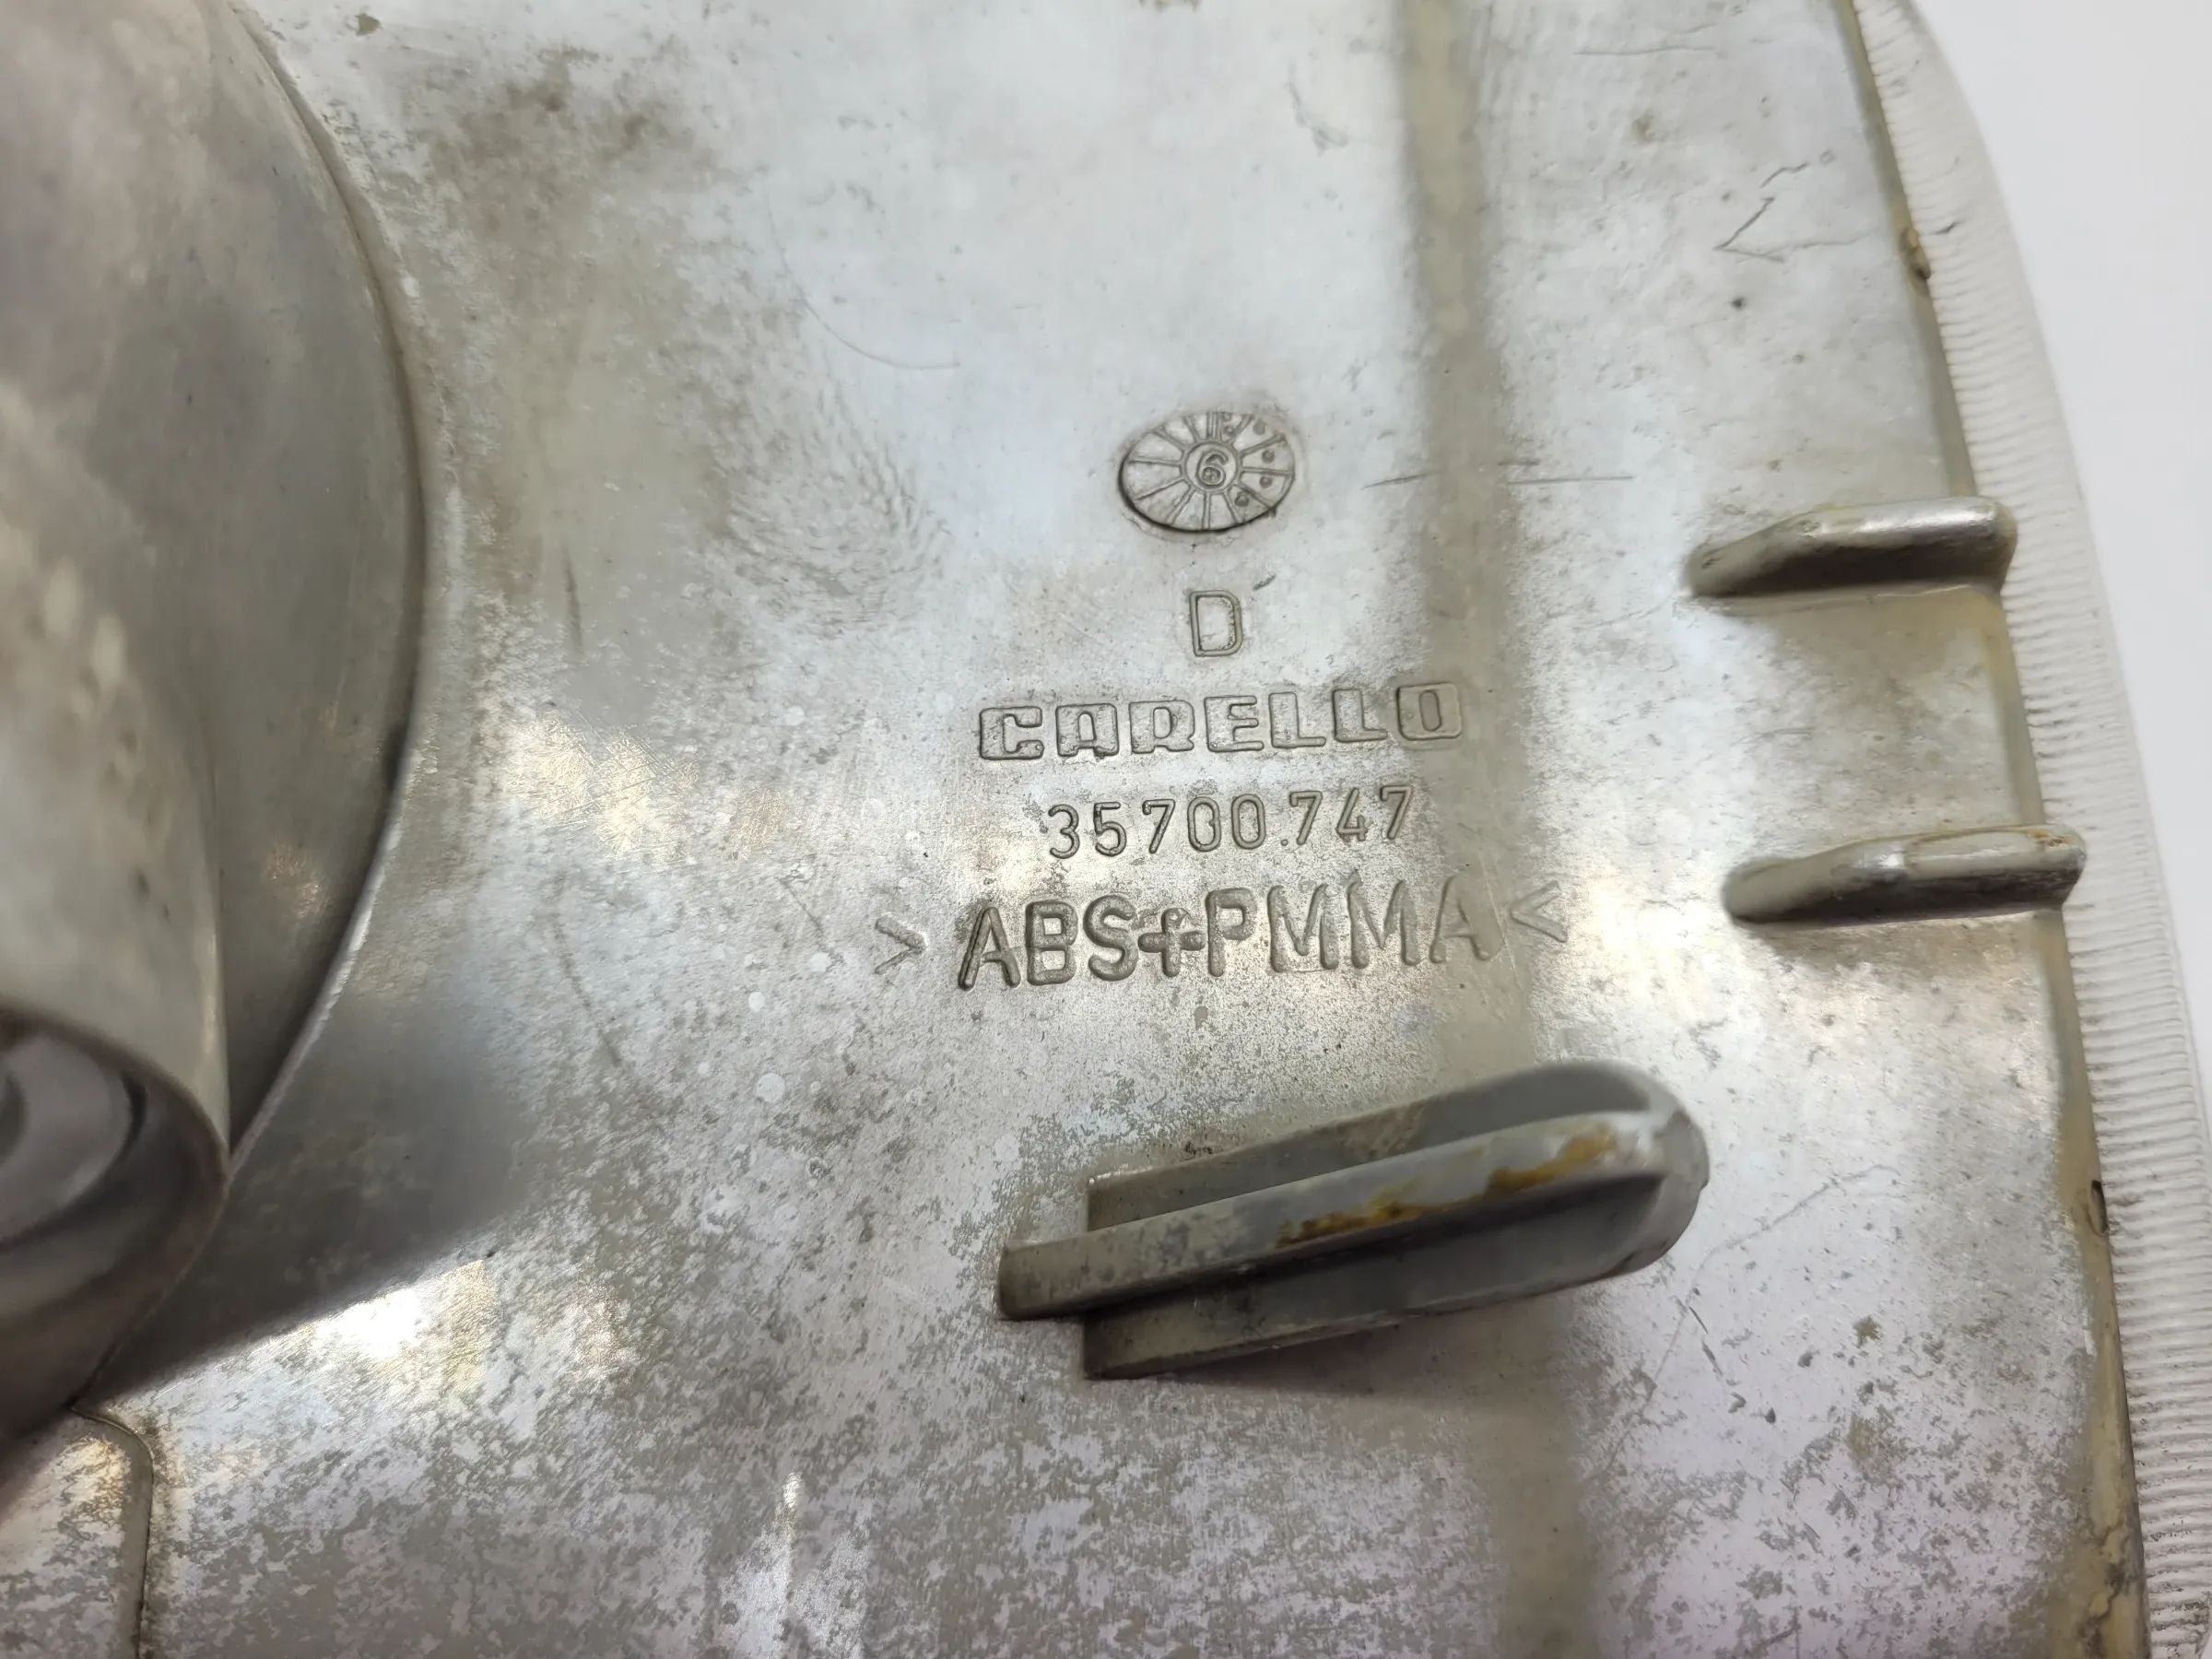 D
CARELLO
35700.747
>ABS+PMMA<